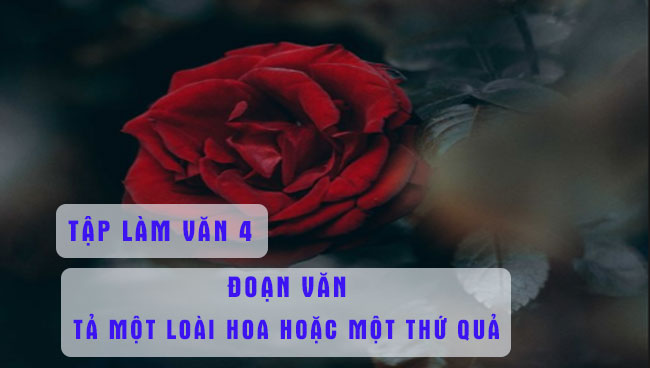 TẬP LÀM VĂN 4
ĐOẠN VĂN
TẢ MỘT LOÀI HOA HOẶC MỘT THỨ QUẢ